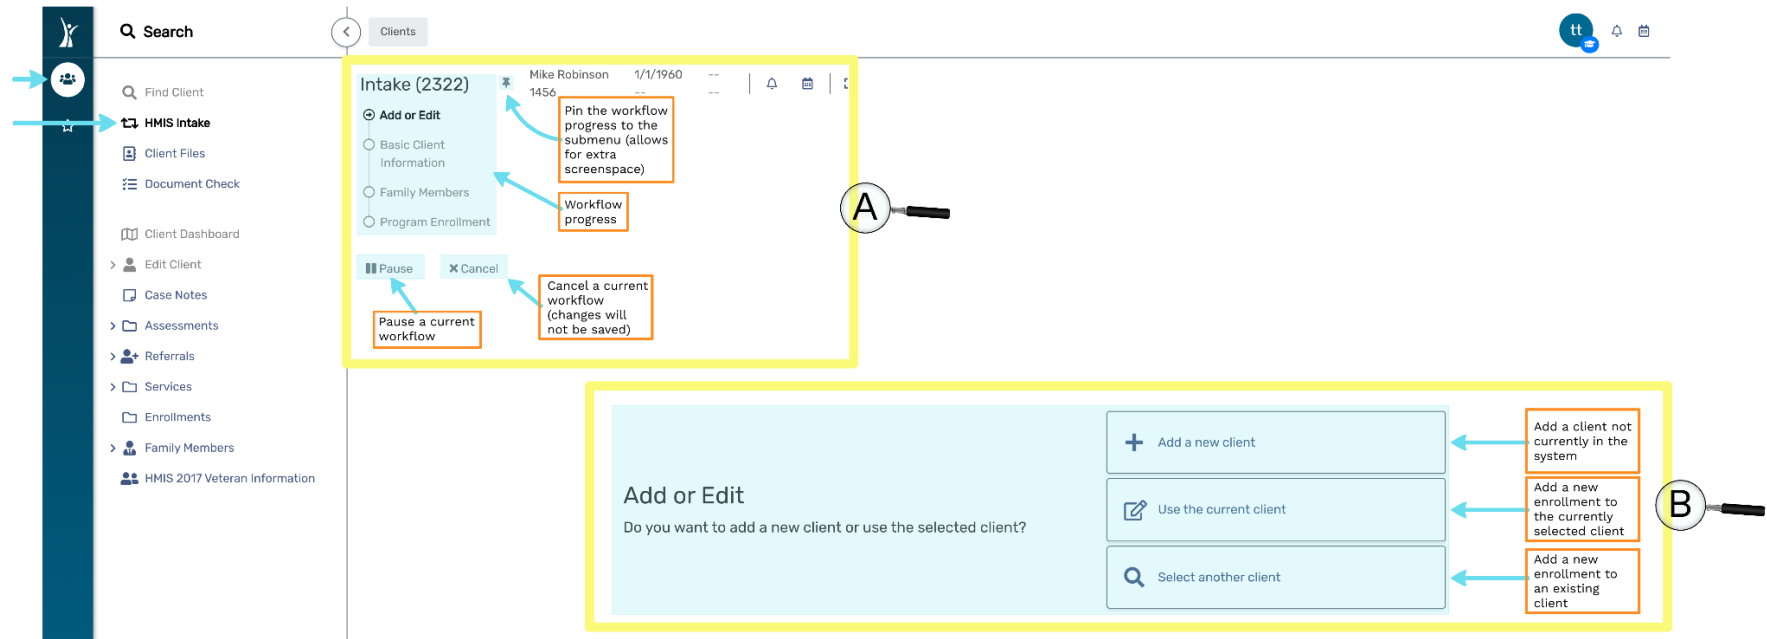 Search
Clients
tt
Find Client
HMIS Intake
Client Files
Document Check
Client Dashboard
Edit Client
Case Notes
Assessments
Referrals
Services
Enrollments
Family Members
HMIS 2017 Veteran Information
Intake (2322)
Mike Robinson 1/1/1960 --
1456 -- --
Add or Edit
Basic Client
Information
Family Members
Program Enrollment
Pin the workflow
progress to the
submenu (allows
for extra
screenspace)
Workflow
progress
Pause
Cancel
Pause a current
workflow
Cancel a current
workflow
(changes will
not be saved)
A
Add or Edit
Do you want to add a new client or use the selected client?
Add a new client
Use the current client
Select another client
Add a client not
currently in the
system
Add a new
enrollment to
the currently
selected client
Add a new
enrollment to
an existing
client
B